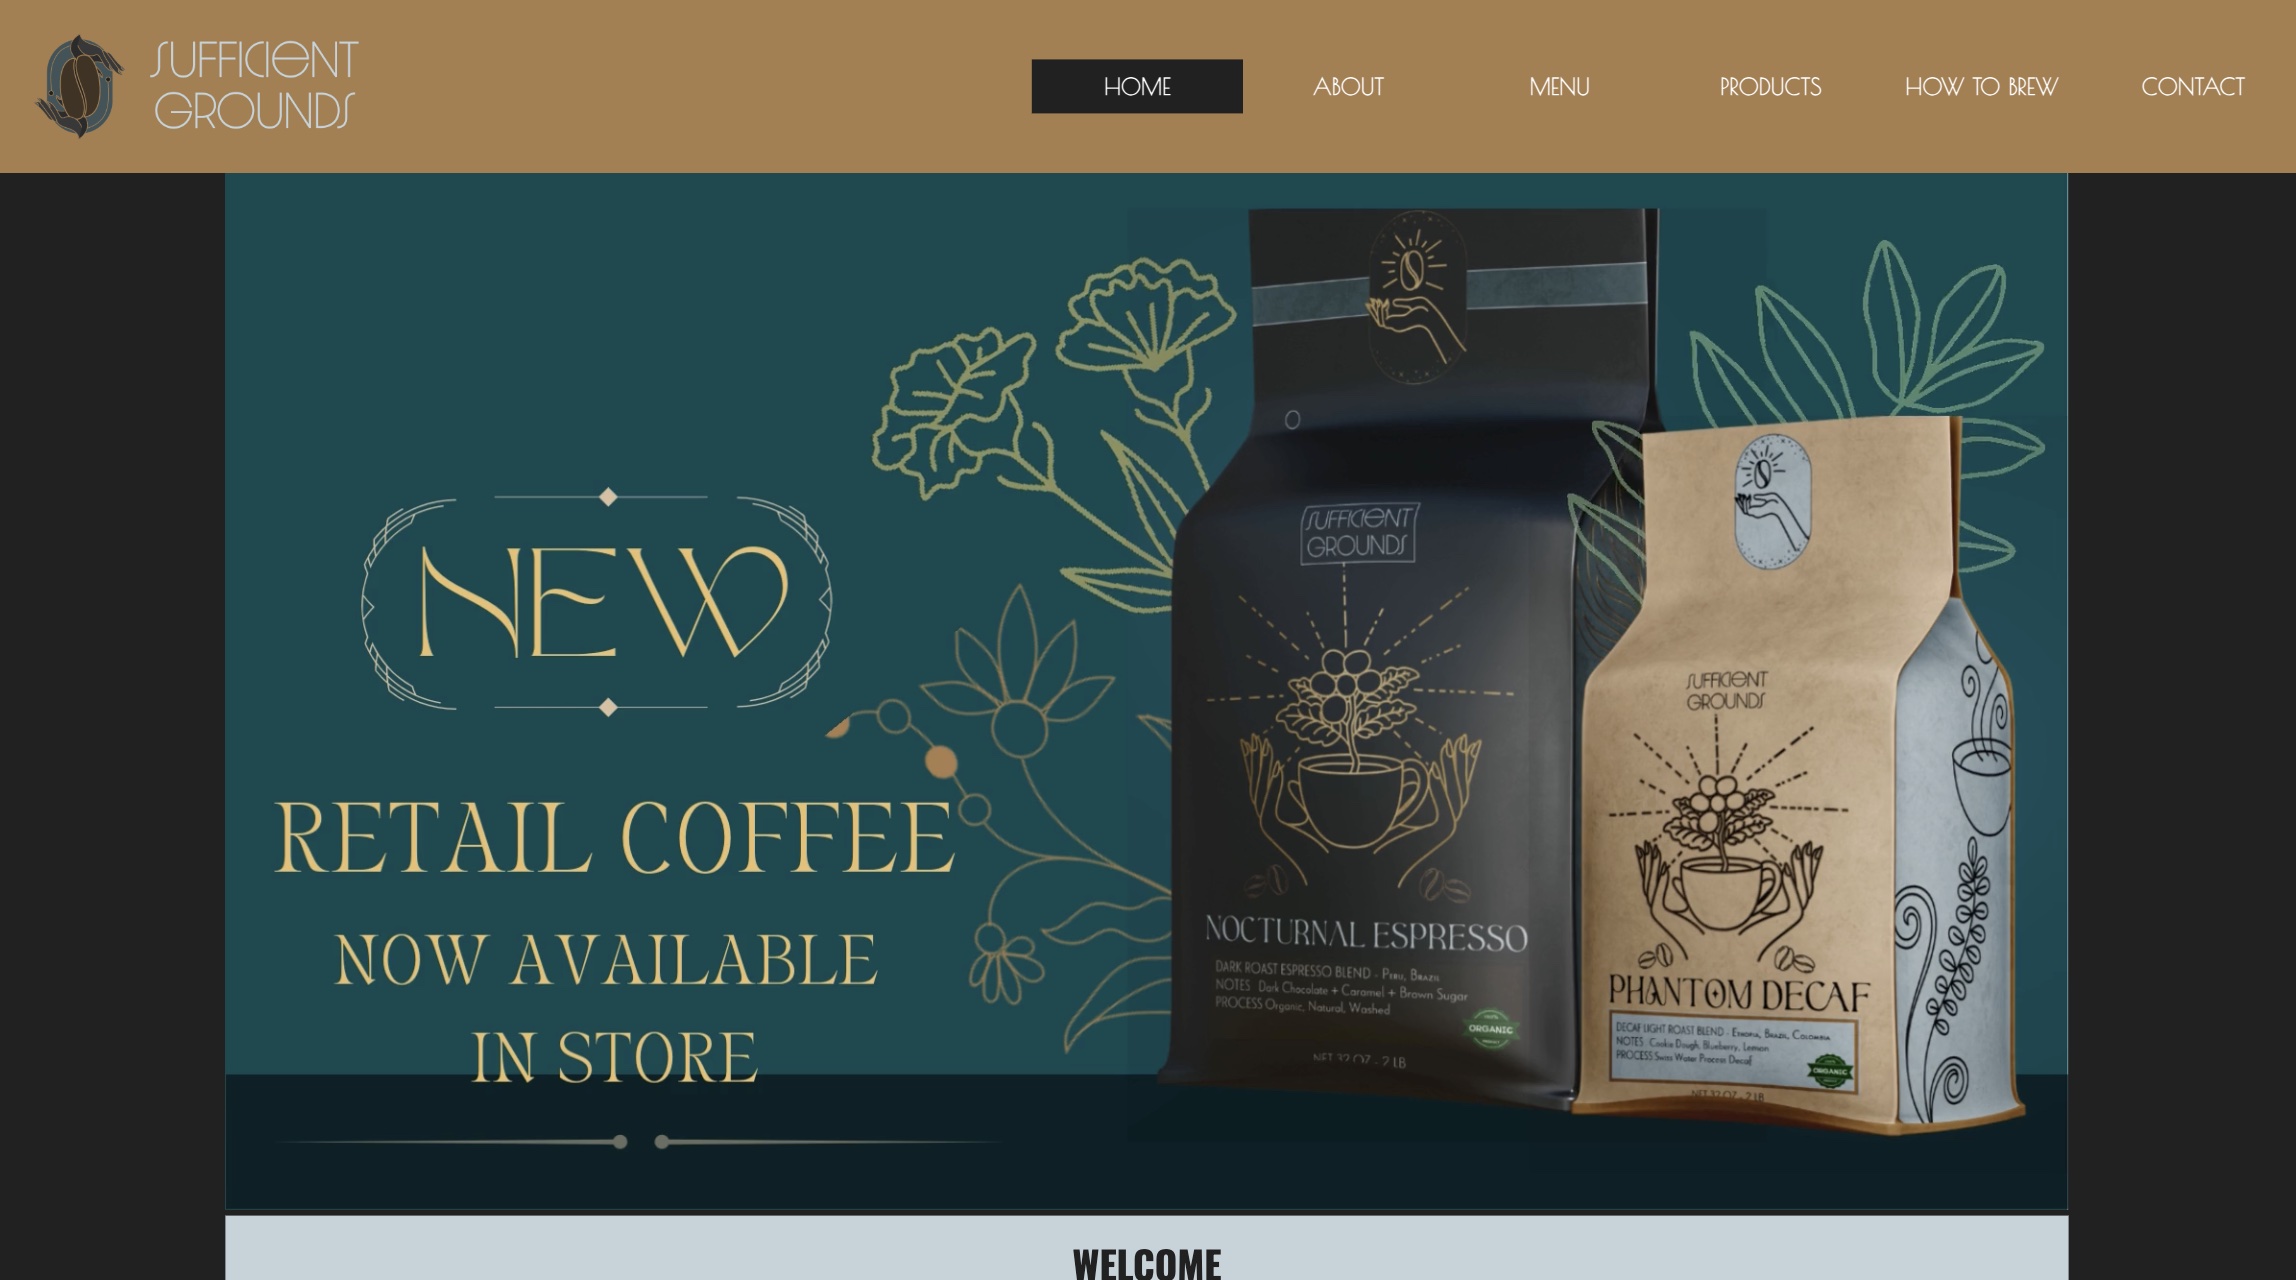 SUFFICIENT
GROUNDS
HOME
ABOUT
MENU
PRODUCTS
HOW TO BREW
CONTACT
NEW
RETAIL COFFEE
NOW AVAILABLE
IN STORE
SUFFICIENT
GROUNDS
NOCTURNAL ESPRESSO
DARK ROAST ESPRESSO BLEND - PERU, BRAZIL
NOTES Dark Chocolate + Caramel + Brown Sugar
PROCESS Organic, Natural, Washed
ORGANIC
NET 32 OZ - 2 LB
SUFFICIENT
GROUNDS
PHANTOM DECAF
DECAF LIGHT ROAST BLEND - ETHIOPIA, BRAZIL, COLOMBIA
NOTES Cookie Dough, Blueberry, Lemon
PROCESS Swiss Water Process Decaf
ORGANIC
NET 32 OZ - 2 LB
WELCOME